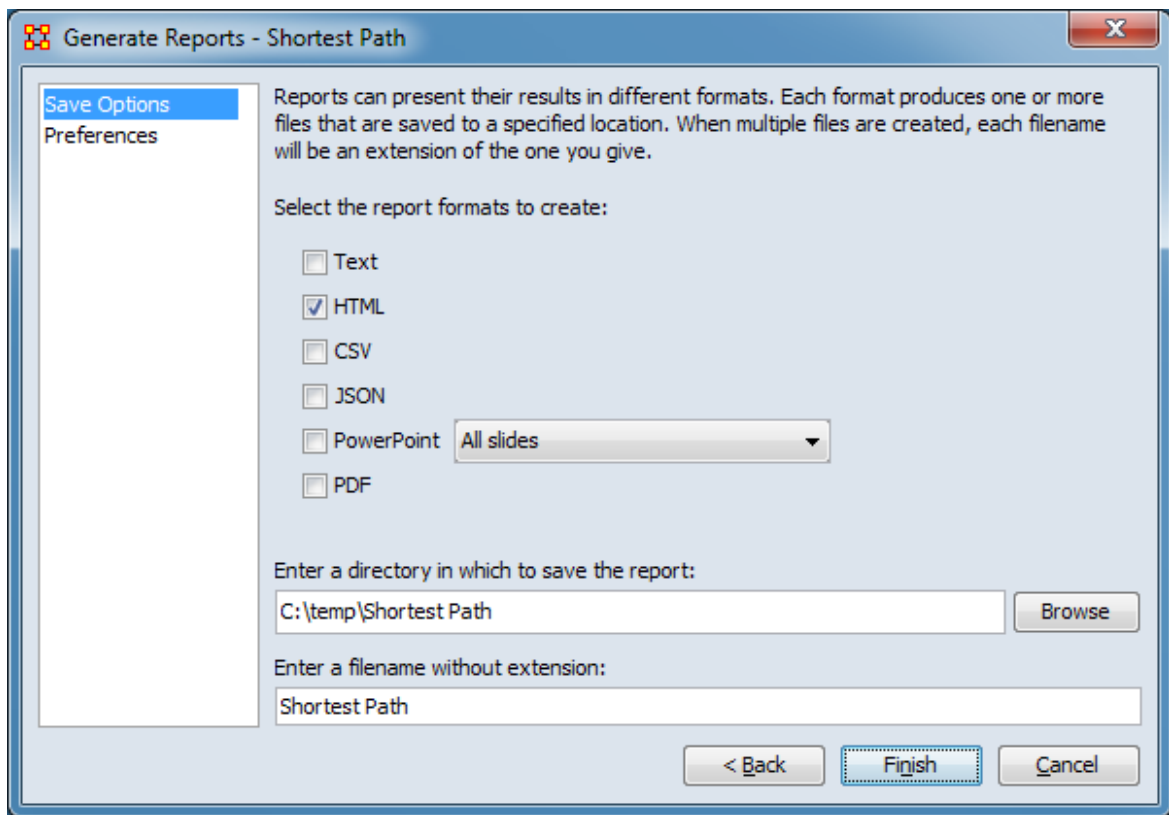 Generate Reports - Shortest Path
Save Options
Preferences
Reports can present their results in different formats. Each format produces one or more
files that are saved to a specified location. When multiple files are created, each filename
will be an extension of the one you give.
Select the report formats to create:
Text
HTML
CSV
JSON
PowerPoint All slides
PDF
Enter a directory in which to save the report:
C:\temp\Shortest Path Browse
Enter a filename without extension:
Shortest Path
< Back Finish Cancel